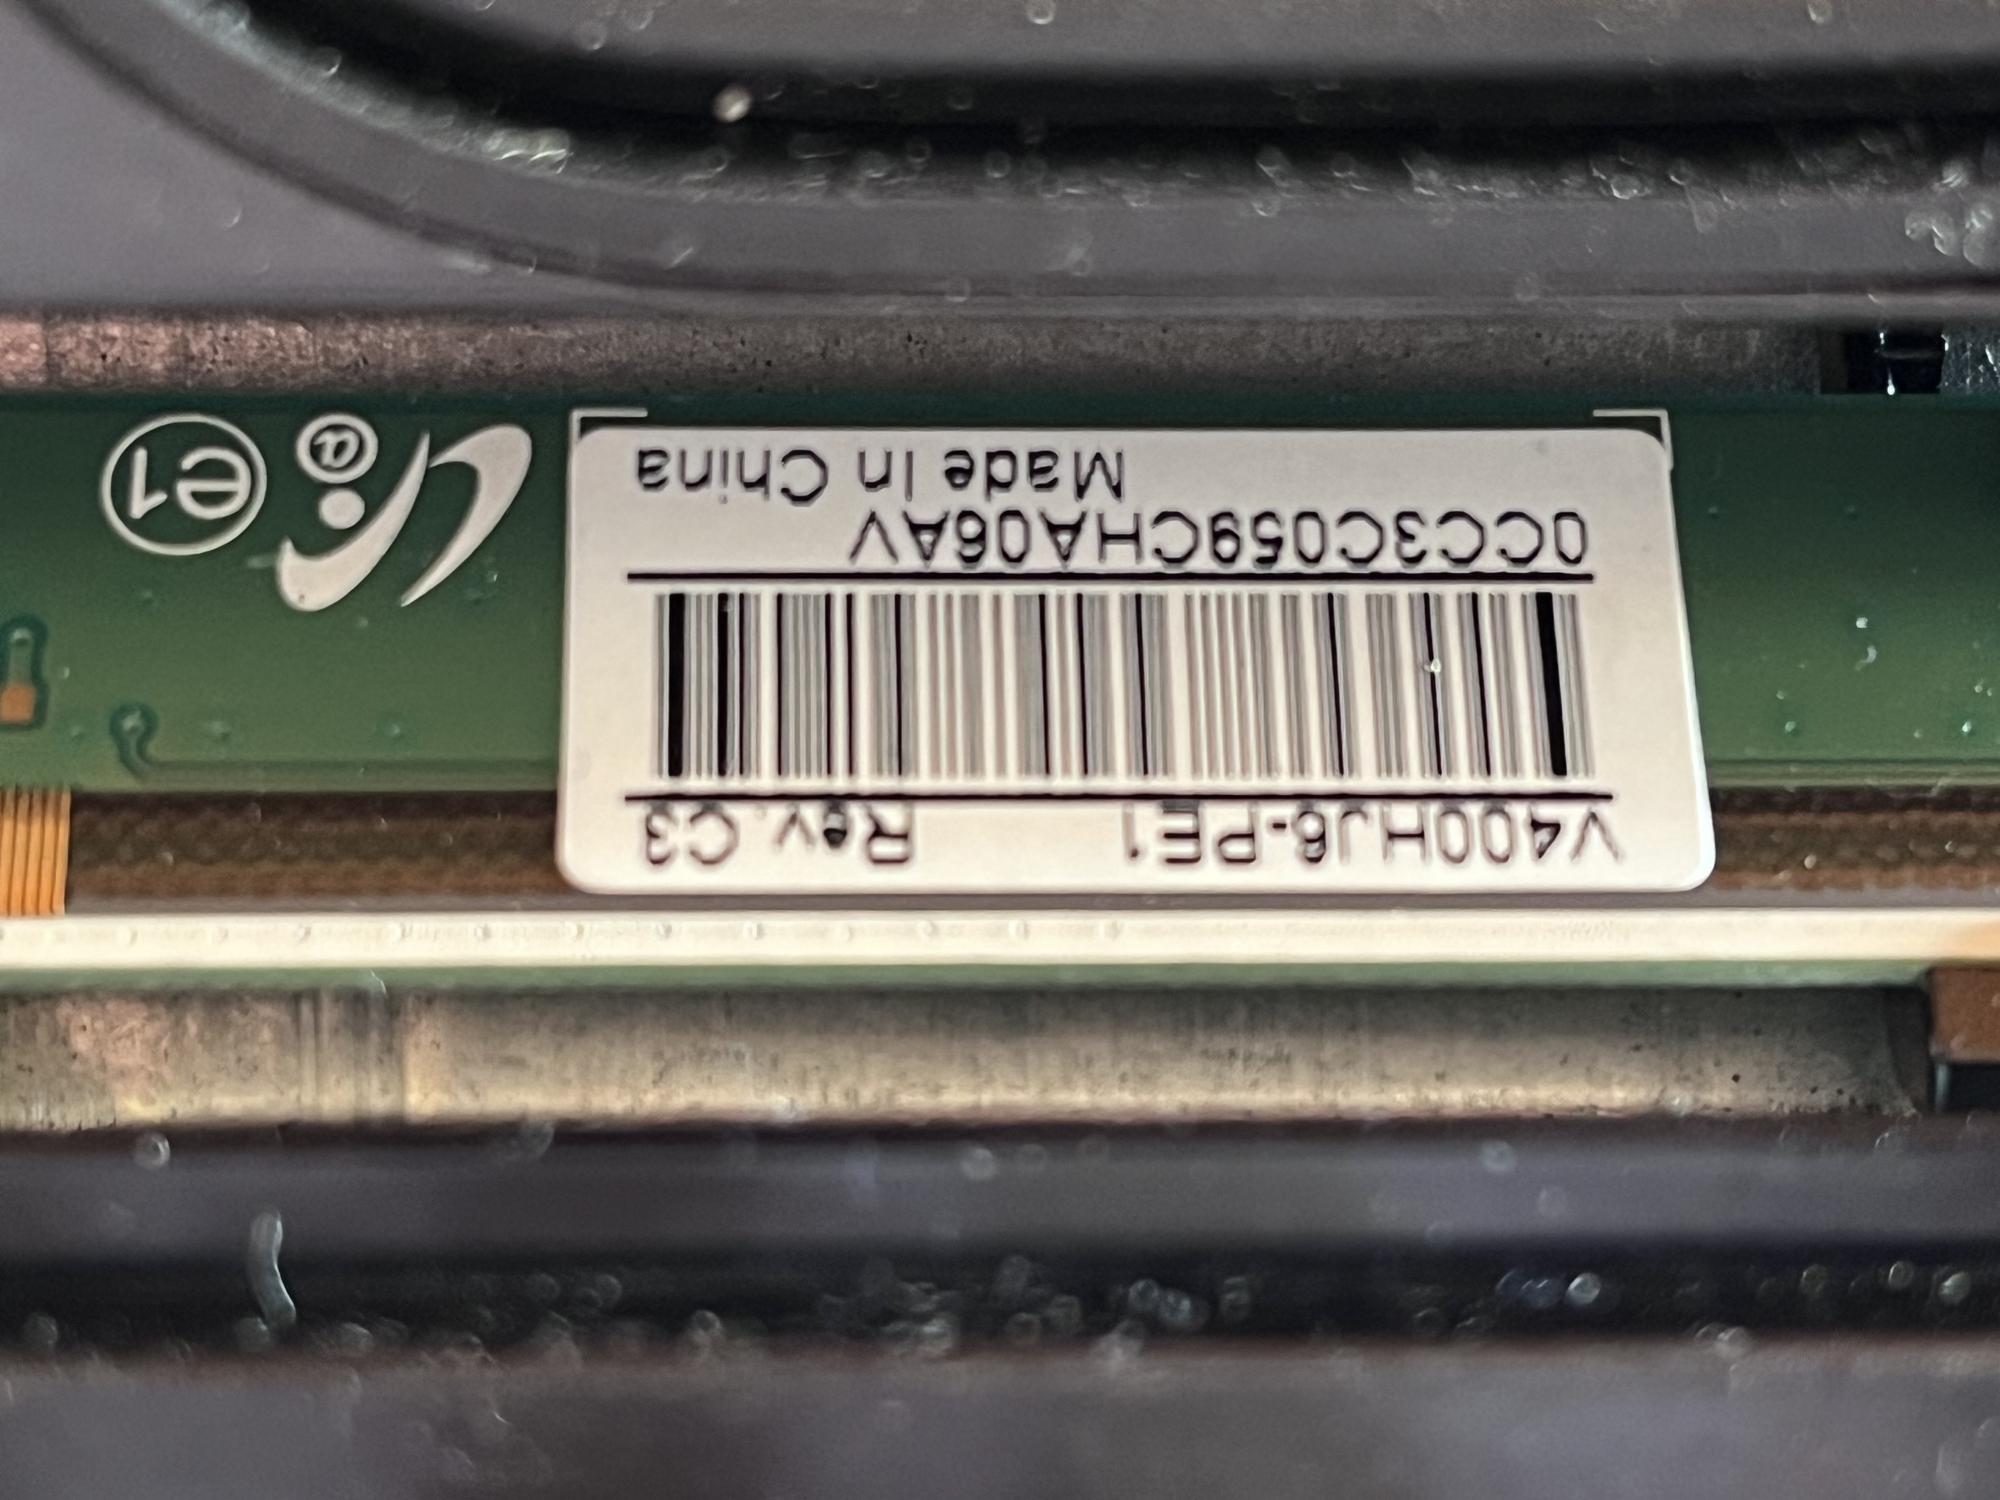 V400HJ6-PE1 Rev.C3
0CC3C059CHA06AV
Made In China
a
e1